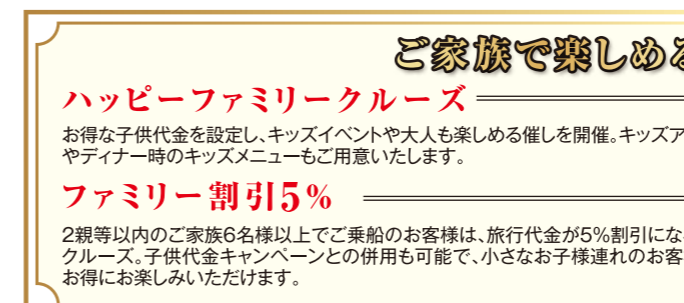 ご家族で楽しめる
ハッピーファミリークルーズ
お得な子供代金を設定し、キッズイベントや大人も楽しめる催しを開催。キッズア
やディナー時のキッズメニューもご用意いたします。
ファミリー割引5%
2親等以内のご家族6名様以上でご乗船のお客様は、旅行代金が5%割引にな
クルーズ。子供代金キャンペーンとの併用も可能で、小さなお子様連れのお客
お得にお楽しみいただけます。